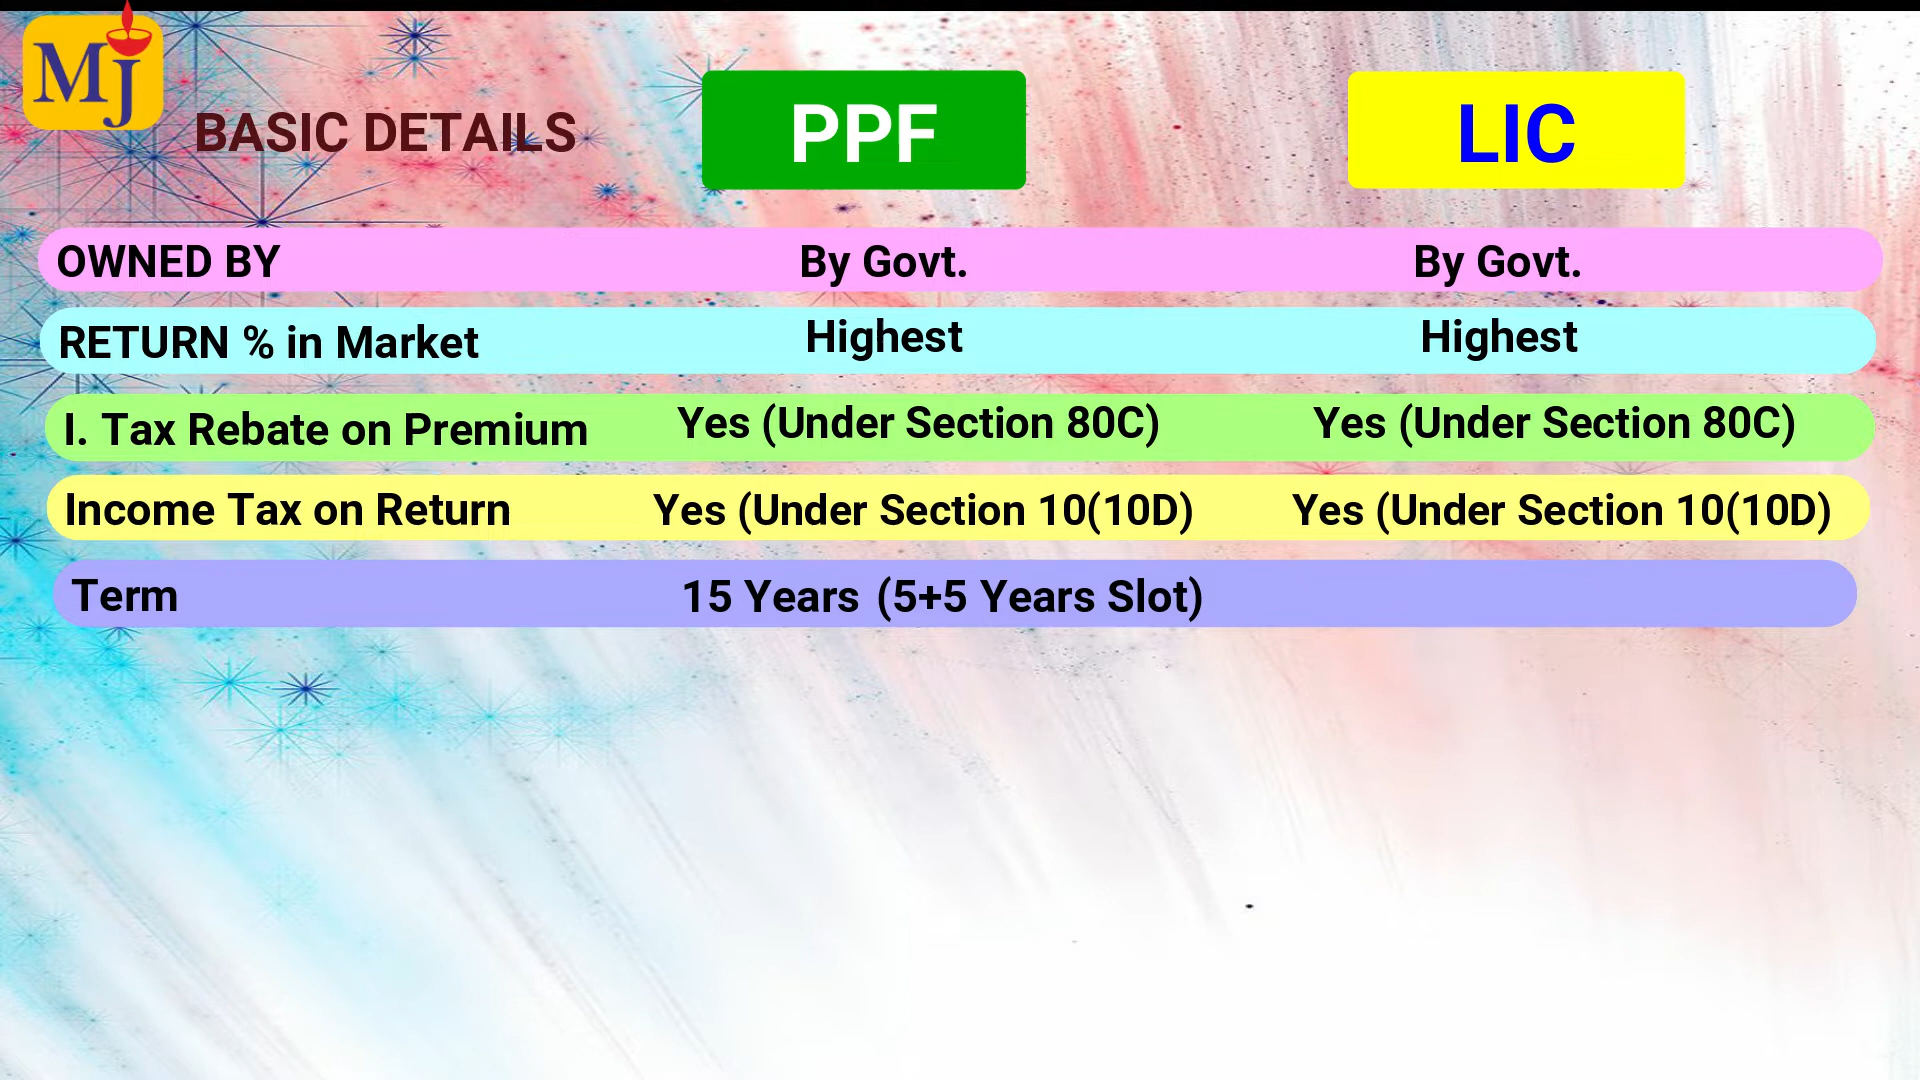 MJ
BASIC DETAILS PPF LIC
OWNED BY By Govt. By Govt.
RETURN % in Market Highest Highest
I. Tax Rebate on Premium Yes (Under Section 80C) Yes (Under Section 80C)
Income Tax on Return Yes (Under Section 10(10D) Yes (Under Section 10(10D)
Term 15 Years (5+5 Years Slot)